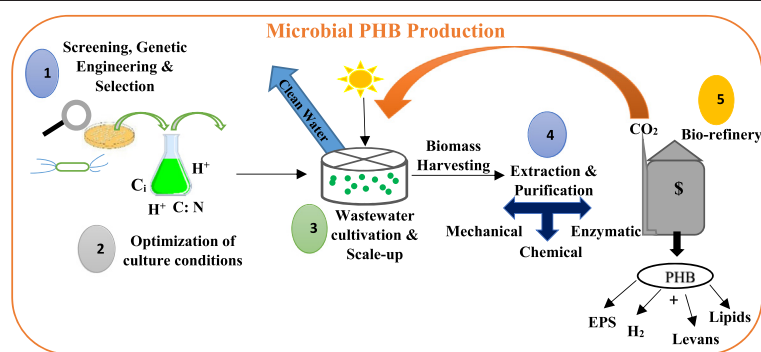 Microbial PHB Production
1
Screening, Genetic
Engineering &
Selection
Cᵢ
H⁺
H⁺ C: N
2
Optimization of
culture conditions
Clean Water
3
Wastewater
cultivation &
Scale-up
Biomass
Harvesting
4
Extraction &
Purification
Mechanical
Chemical
Enzymatic
5
CO₂
Bio-refinery
$
PHB
+
EPS
H₂
Levans
Lipids